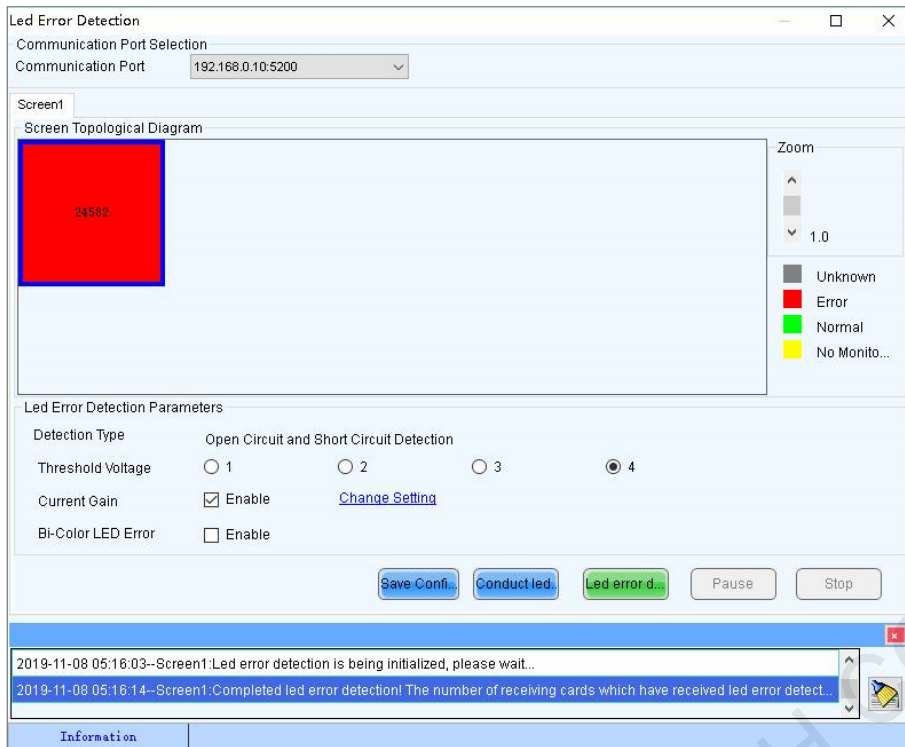 Led Error Detection
Communication Port Selection
Communication Port 192.168.0.10:5200
Screen1
Screen Topological Diagram
Zoom
24582
1.0
Unknown
Error
Normal
No Monito...
Led Error Detection Parameters
Detection Type Open Circuit and Short Circuit Detection
Threshold Voltage 1 2 3 4
Current Gain Enable Change Setting
Bi-Color LED Error Enable
Save Confi... Conduct led.. Led error d... Pause Stop
2019-11-08 05:16:03--Screen1:Led error detection is being initialized, please wait...
2019-11-08 05:16:14--Screen1:Completed led error detection! The number of receiving cards which have received led error detect...
Information